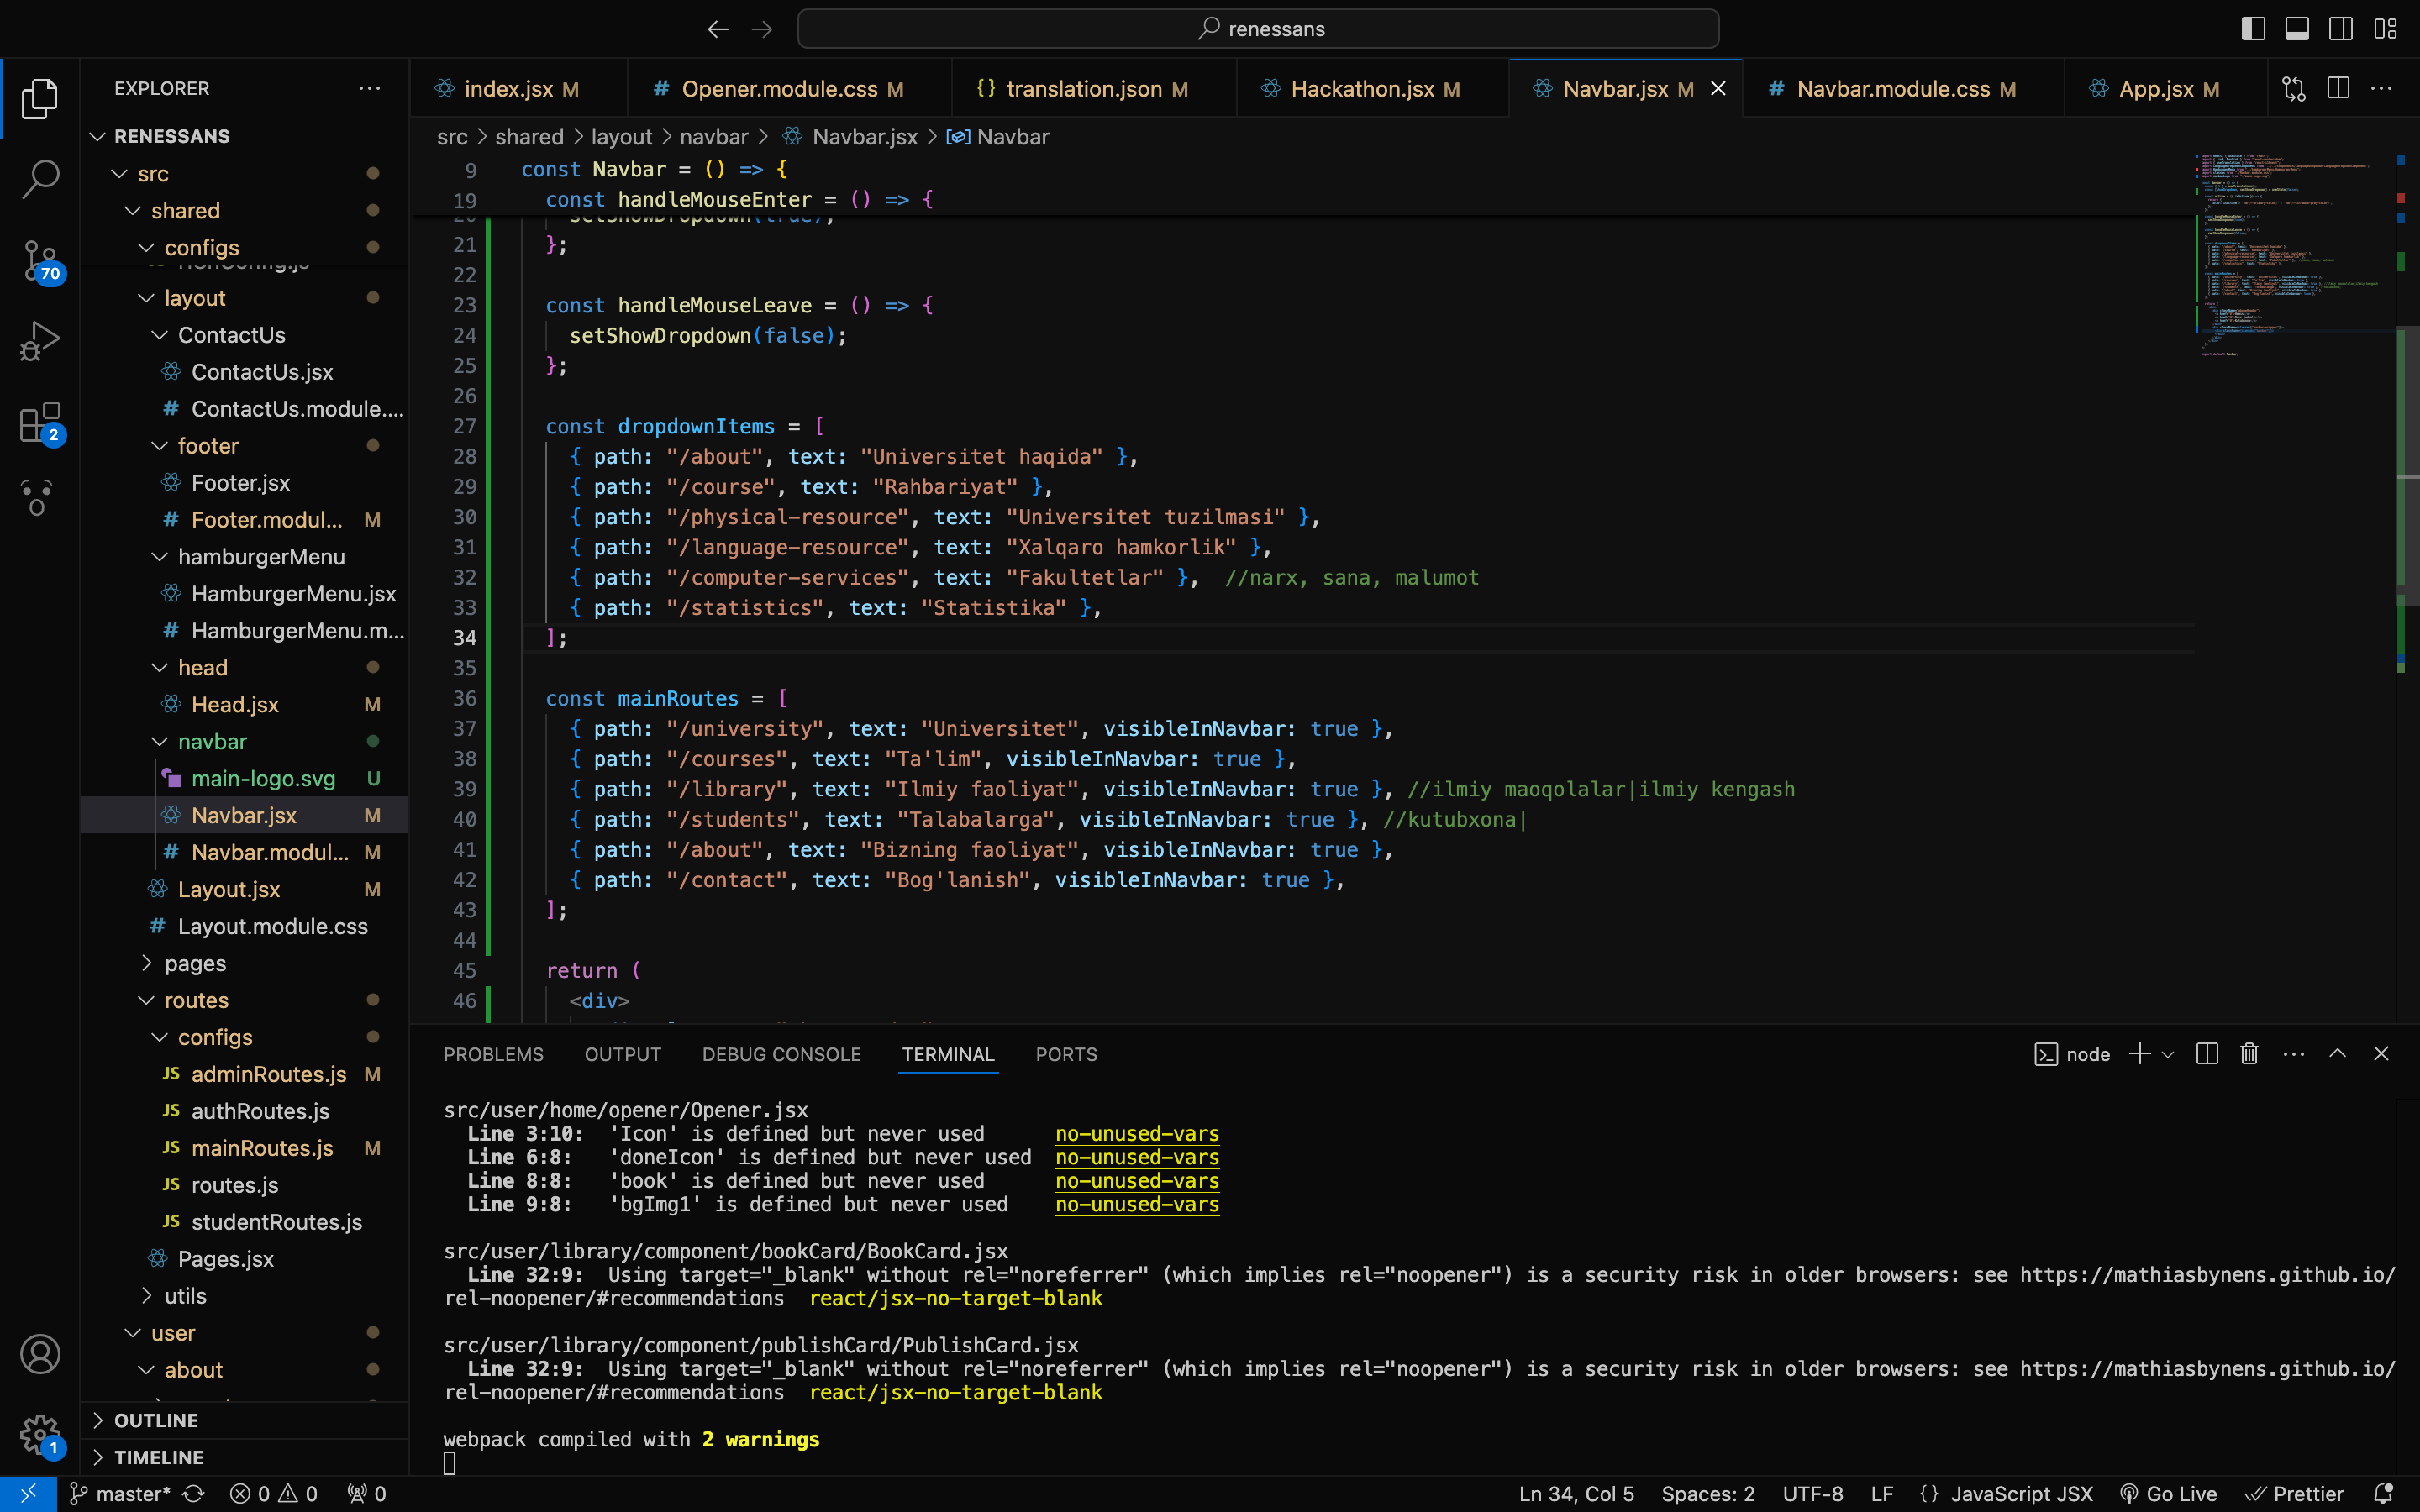 renessans
EXPLORER
RENESSANS
src
shared
configs
layout
ContactUs
ContactUs.jsx
ContactUs.module....
footer
Footer.jsx
Footer.modul... M
hamburgerMenu
HamburgerMenu.jsx
HamburgerMenu.m...
head
Head.jsx M
navbar
main-logo.svg U
Navbar.jsx M
Navbar.modul... M
Layout.jsx M
Layout.module.css
pages
routes
configs
adminRoutes.js M
authRoutes.js
mainRoutes.js M
routes.js
studentRoutes.js
Pages.jsx
utils
user
about
OUTLINE
TIMELINE
70
2
1
index.jsx M
Opener.module.css M
translation.json M
Hackathon.jsx M
Navbar.jsx M
Navbar.module.css M
App.jsx M
src > shared > layout > navbar > Navbar.jsx > Navbar
9 const Navbar = () => {
19 const handleMouseEnter = () => {
20 setShowDropdown(true);
21 };
22
23 const handleMouseLeave = () => {
24 setShowDropdown(false);
25 };
26
27 const dropdownItems = [
28 { path: "/about", text: "Universitet haqida" },
29 { path: "/course", text: "Rahbariyat" },
30 { path: "/physical-resource", text: "Universitet tuzilmasi" },
31 { path: "/language-resource", text: "Xalqaro hamkorlik" },
32 { path: "/computer-services", text: "Fakultetlar" }, //narx, sana, malumot
33 { path: "/statistics", text: "Statistika" },
34 ];
35
36 const mainRoutes = [
37 { path: "/university", text: "Universitet", visibleInNavbar: true },
38 { path: "/courses", text: "Ta'lim", visibleInNavbar: true },
39 { path: "/library", text: "Ilmiy faoliyat", visibleInNavbar: true }, //ilmiy maoqolalar|ilmiy kengash
40 { path: "/students", text: "Talabalarga", visibleInNavbar: true }, //kutubxona|
41 { path: "/about", text: "Bizning faoliyat", visibleInNavbar: true },
42 { path: "/contact", text: "Bog'lanish", visibleInNavbar: true },
43 ];
44
45 return (
46 <div>
PROBLEMS OUTPUT DEBUG CONSOLE TERMINAL PORTS
node
src/user/home/opener/Opener.jsx
Line 3:10: 'Icon' is defined but never used no-unused-vars
Line 6:8: 'doneIcon' is defined but never used no-unused-vars
Line 8:8: 'book' is defined but never used no-unused-vars
Line 9:8: 'bgImg1' is defined but never used no-unused-vars
src/user/library/component/bookCard/BookCard.jsx
Line 32:9: Using target="_blank" without rel="noreferrer" (which implies rel="noopener") is a security risk in older browsers: see https://mathiasbynens.github.io/
rel-noopener/#recommendations react/jsx-no-target-blank
src/user/library/component/publishCard/PublishCard.jsx
Line 32:9: Using target="_blank" without rel="noreferrer" (which implies rel="noopener") is a security risk in older browsers: see https://mathiasbynens.github.io/
rel-noopener/#recommendations react/jsx-no-target-blank
webpack compiled with 2 warnings
master* 0 0 0 Ln 34, Col 5 Spaces: 2 UTF-8 LF {} JavaScript JSX Go Live Prettier